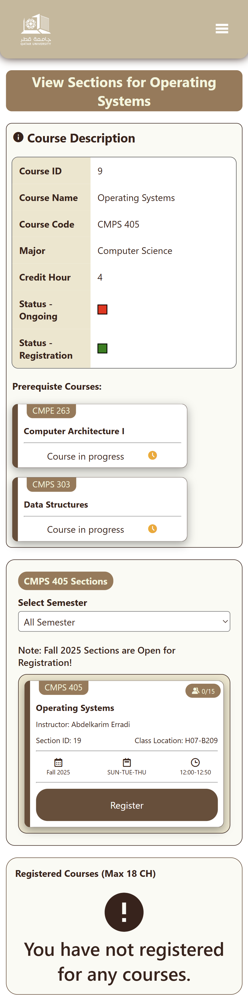 جامعة قطر
QATAR UNIVERSITY
View Sections for Operating
Systems
Course Description
Course ID 9
Course Name Operating Systems
Course Code CMPS 405
Major Computer Science
Credit Hour 4
Status -
Ongoing
Status -
Registration
Prerequiste Courses:
CMPE 263
Computer Architecture I
Course in progress
CMPS 303
Data Structures
Course in progress
CMPS 405 Sections
Select Semester
All Semester
Note: Fall 2025 Sections are Open for
Registration!
CMPS 405 0/15
Operating Systems
Instructor: Abdelkarim Erradi
Section ID: 19 Class Location: H07-B209
Fall 2025 SUN-TUE-THU 12:00-12:50
Register
Registered Courses (Max 18 CH)
You have not registered
for any courses.